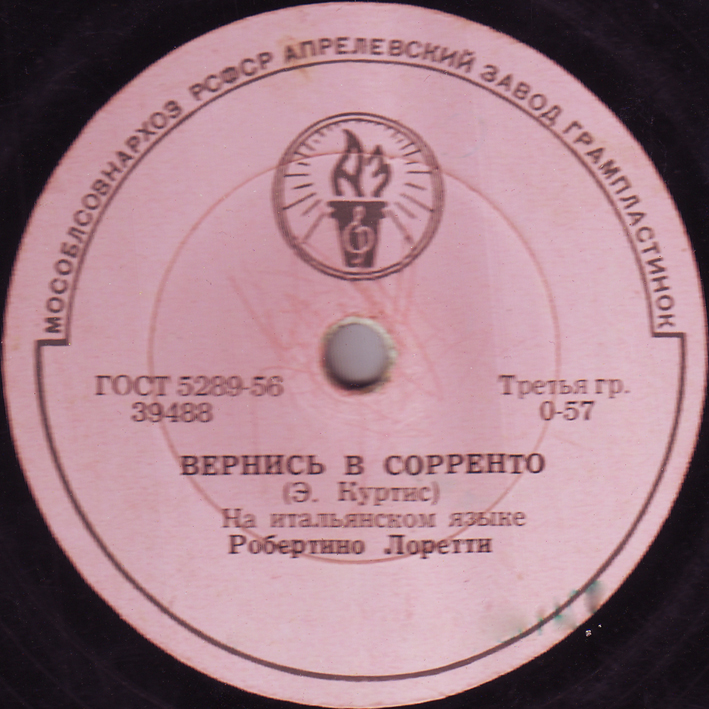 МОСОБЛСОВНАРХОЗ РСФСР АПРЕЛЕВСКИЙ ЗАВОД ГРАМПЛАСТИНОК
АЗ
ГОСТ 5289-56
39488
Третья гр.
0-57
ВЕРНИСЬ В СОРРЕНТО
(Э. Куртис)
На итальянском языке
Робертино Лоретти